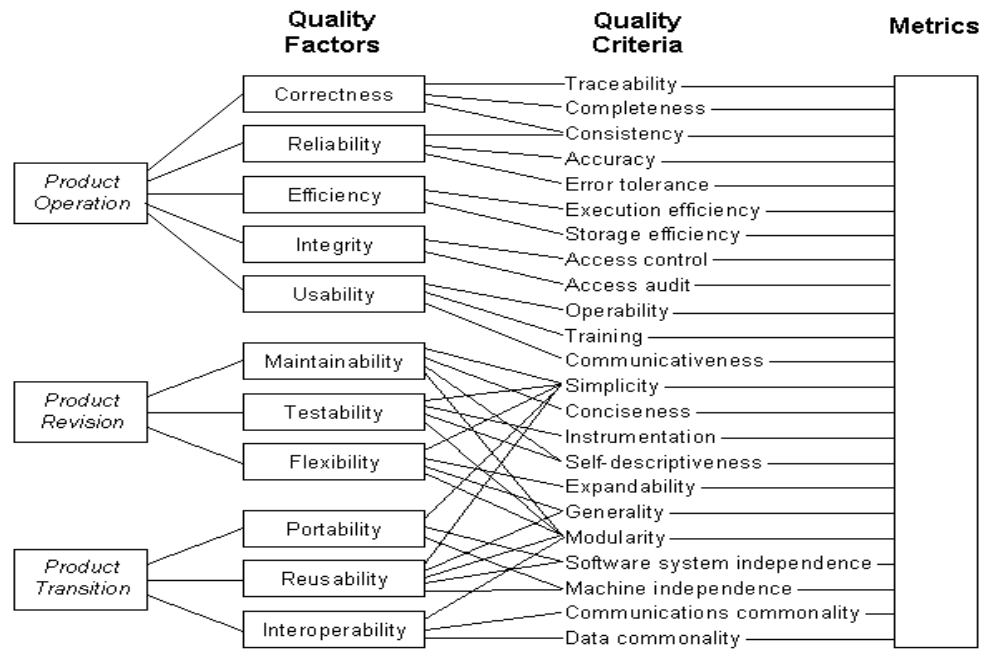 Quality
Factors
Quality
Criteria
Metrics
Product
Operation
Product
Revision
Product
Transition
Correctness
Reliability
Efficiency
Integrity
Usability
Maintainability
Testability
Flexibility
Portability
Reusability
Interoperability
Traceability
Completeness
Consistency
Accuracy
Error tolerance
Execution efficiency
Storage efficiency
Access control
Access audit
Operability
Training
Communicativeness
Simplicity
Conciseness
Instrumentation
Self-descriptiveness
Expandability
Generality
Modularity
Software system independence
Machine independence
Communications commonality
Data commonality